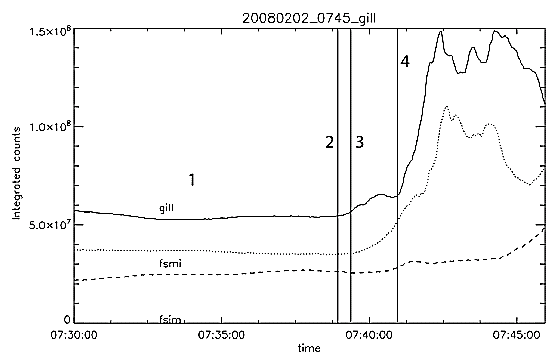 20080202_0745_gill
1.5×10⁸
1.0×10⁸
5.0×10⁷
0
Integrated counts
1
2
3
4
gill
fsmi
fsim
07:30:00
07:35:00
07:40:00
07:45:00
time